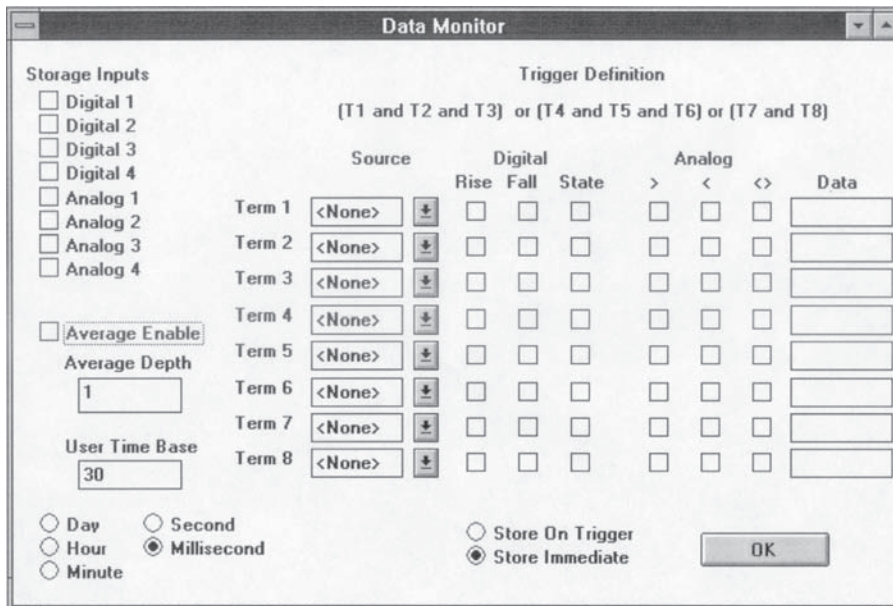 Data Monitor
Storage Inputs
Digital 1
Digital 2
Digital 3
Digital 4
Analog 1
Analog 2
Analog 3
Analog 4
Average Enable
Average Depth
1
User Time Base
30
Day
Hour
Minute
Second
Millisecond
Trigger Definition
(T1 and T2 and T3) or (T4 and T5 and T6) or (T7 and T8)
Source Digital Analog
Rise Fall State > < <> Data
Term 1 <None>
Term 2 <None>
Term 3 <None>
Term 4 <None>
Term 5 <None>
Term 6 <None>
Term 7 <None>
Term 8 <None>
Store On Trigger
Store Immediate
OK